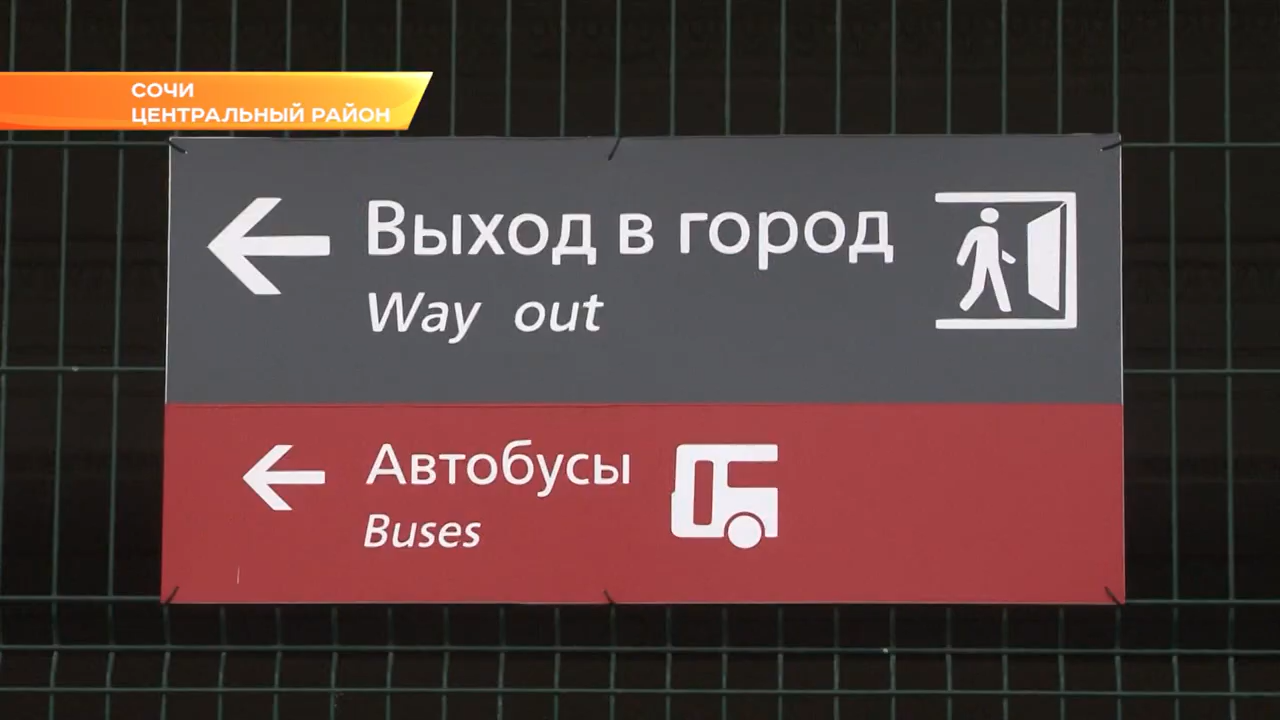 СОЧИ
ЦЕНТРАЛЬНЫЙ РАЙОН
Выход в город
Way out
Автобусы
Buses